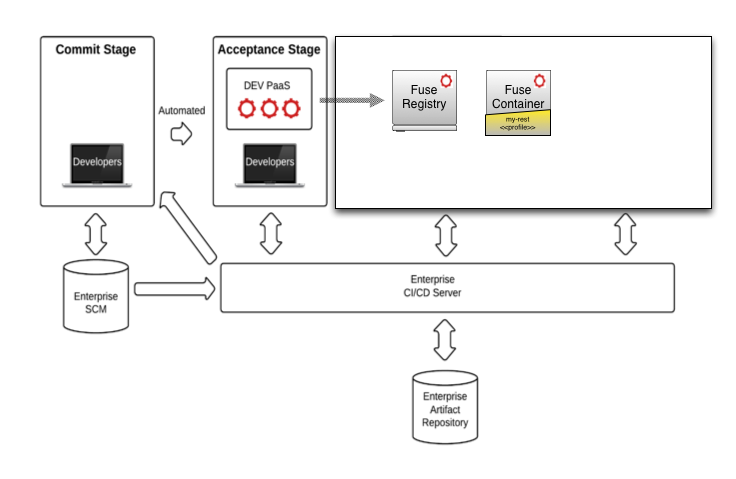 Commit Stage
Acceptance Stage
DEV PaaS
Automated
Developers
Developers
Fuse
Registry
Fuse
Container
my-rest
<<profile>>
Enterprise
SCM
Enterprise
CI/CD Server
Enterprise
Artifact
Repository